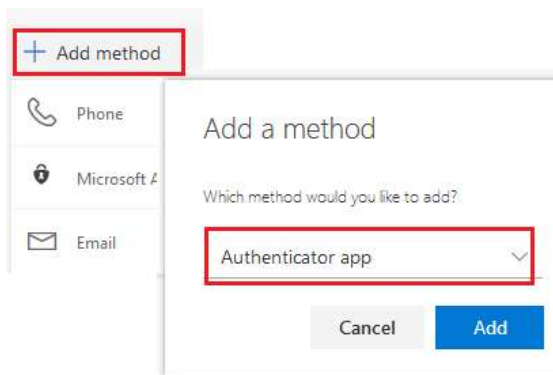 + Add method
Phone
Microsoft A
Email
Add a method
Which method would you like to add?
Authenticator app
Cancel
Add